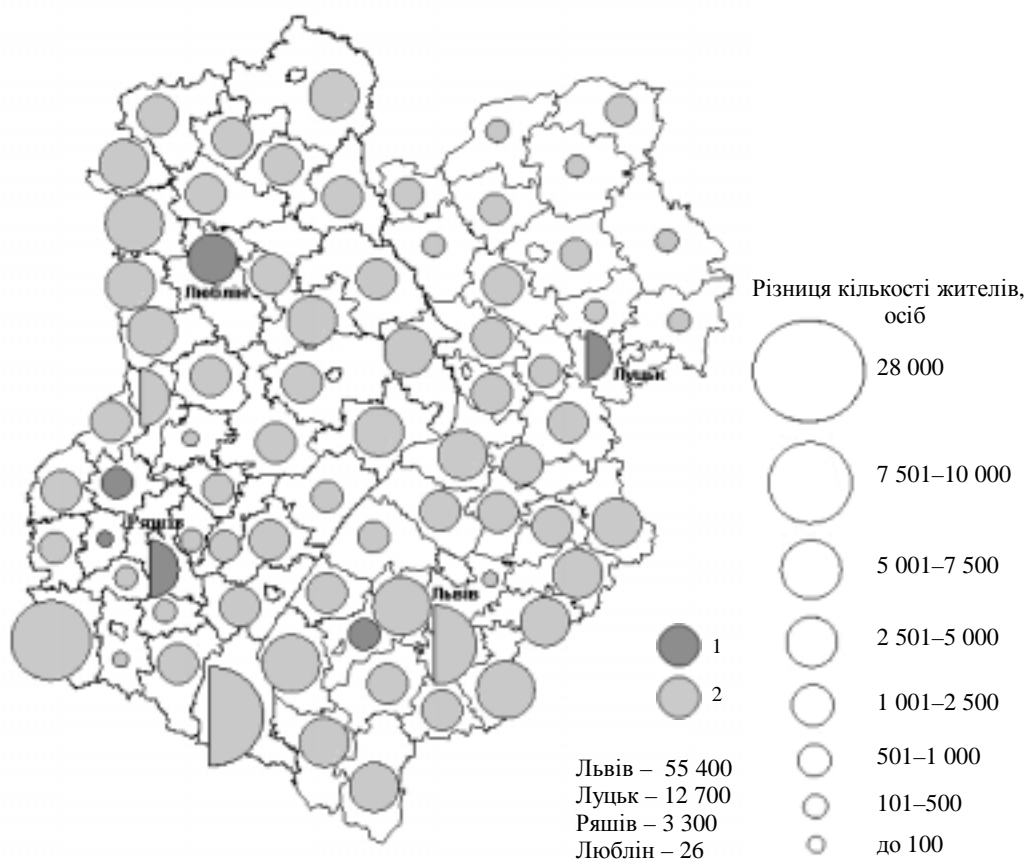 Люблін
Луцьк
Ряшів
Львів
Різниця кількості жителів,
осіб
28 000
7 501–10 000
5 001–7 500
2 501–5 000
1 001–2 500
501–1 000
101–500
до 100
1
2
Львів – 55 400
Луцьк – 12 700
Ряшів – 3 300
Люблін – 26